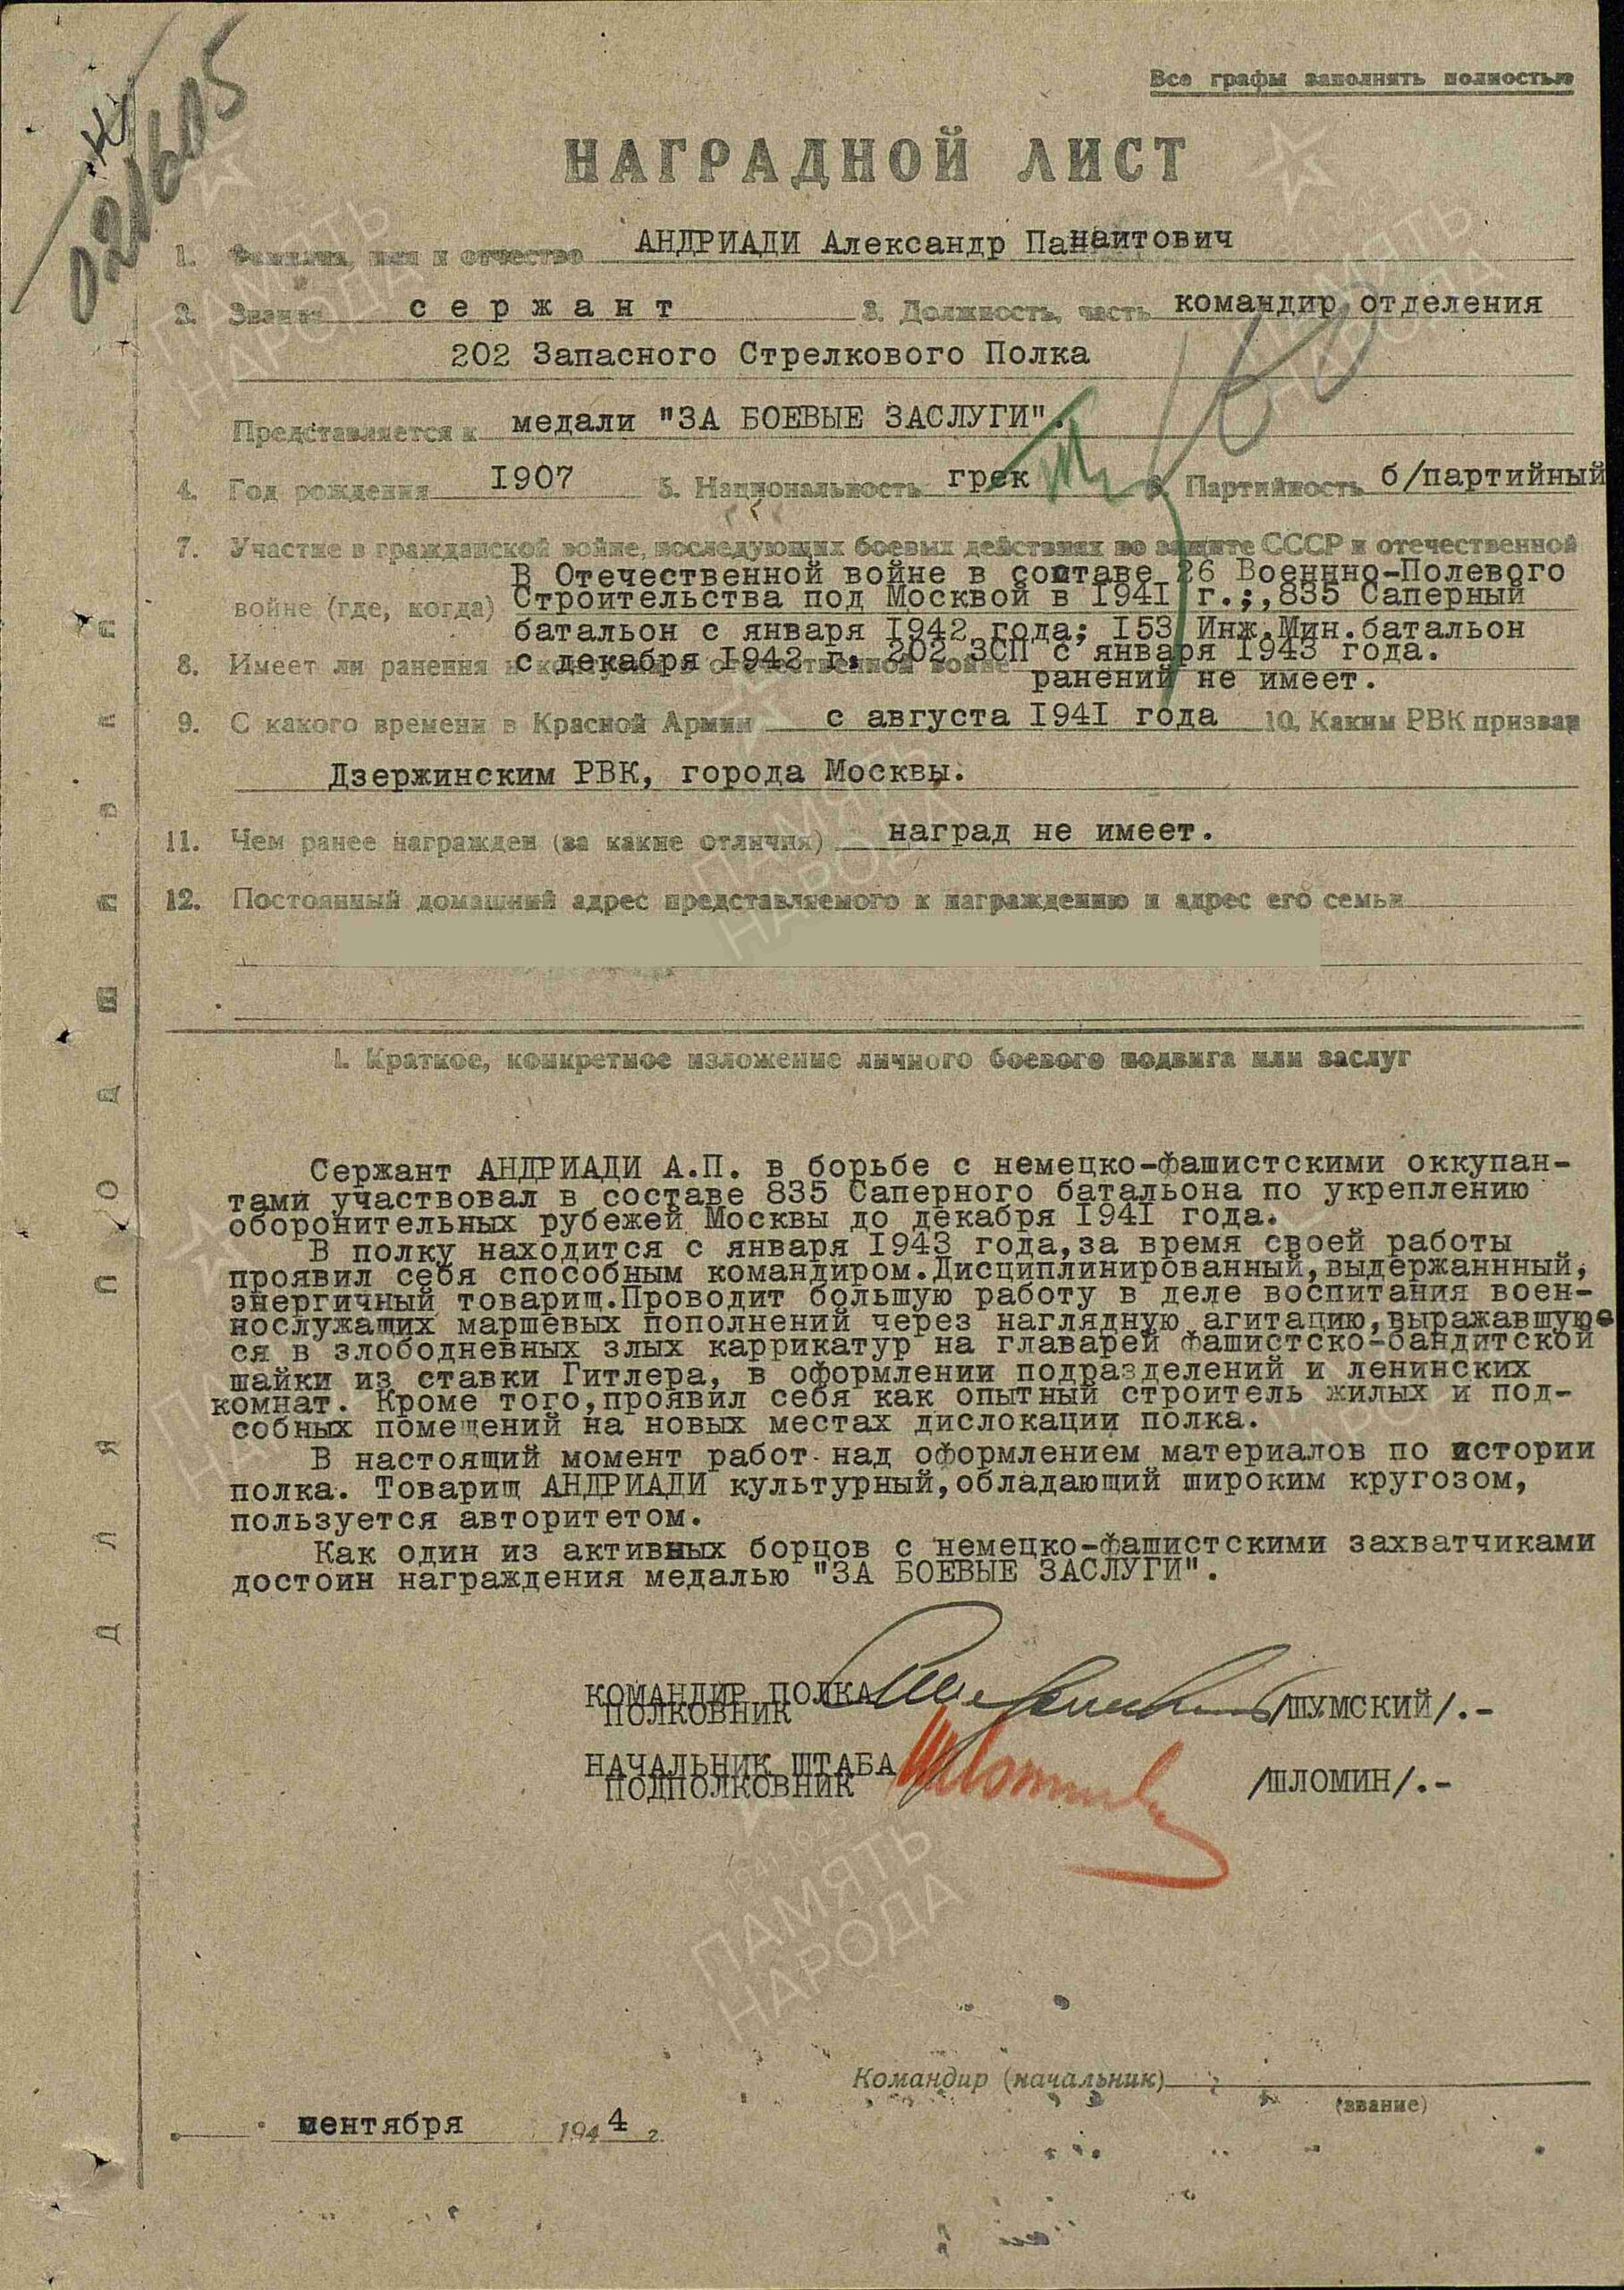 Все графы заполнять полностью
021605
НАГРАДНОЙ ЛИСТ
1. Фамилия, имя и отчество АНДРИАДИ Александр Панаитович
2. Звание сержант 3. Должность, часть командир отделения
202 Запасного Стрелкового Полка
Представляется к медали "ЗА БОЕВЫЕ ЗАСЛУГИ".
4. Год рождения 1907 5. Национальность грек 6. Партийность б/партийный
7. Участие в гражданской войне, последующих боевых действиях по защите СССР и отечественной
войне (где, когда) В Отечественной войне в составе 26 Военнно-Полевого
Строительства под Москвой в 1941 г.;,835 Саперный
батальон с января 1942 года; 153 Инж.Мин.батальон
с декабря 1942 г. 202 ЗСП с января 1943 года.
8. Имеет ли ранения и контузии в отечественной войне ранений не имеет.
9. С какого времени в Красной Армии с августа 1941 года 10. Каким РВК призван
Дзержинским РВК, города Москвы.
11. Чем ранее награжден (за какие отличия) наград не имеет.
12. Постоянный домашний адрес представляемого к награждению и адрес его семьи
1. Краткое, конкретное изложение личного боевого подвига или заслуг
Сержант АНДРИАДИ А.П. в борьбе с немецко-фашистскими оккупан-
тами участвовал в составе 835 Саперного батальона по укреплению
оборонительных рубежей Москвы до декабря 1941 года.
В полку находится с января 1943 года,за время своей работы
проявил себя способным командиром.Дисциплинированный,выдержаннный,
энергичный товарищ.Проводит большую работу в деле воспитания воен-
нослужащих маршевых пополнений через наглядную агитацию,выражавшую
ся в злободневных злых каррикатур на главарей фашистско-бандитской
шайки из ставки Гитлера, в оформлении подразделений и ленинских
комнат. Кроме того,проявил себя как опытный строитель жилых и под-
собных помещений на новых местах дислокации полка.
В настоящий момент работ над оформлением материалов по истории
полка. Товарищ АНДРИАДИ культурный,обладающий широким кругозом,
пользуется авторитетом.
Как один из активных борцов с немецко-фашистскими захватчиками
достоин награждения медалью "ЗА БОЕВЫЕ ЗАСЛУГИ".
КОМАНДИР ПОЛКА
ПОЛКОВНИК /ШУМСКИЙ/.-
НАЧАЛЬНИК ШТАБА
ПОДПОЛКОВНИК /ШЛОМИН/.-
Командир (начальник)
(звание)
сентября 1944 г.
ДЛЯ ПОДШИВКИ
ПАМЯТЬ
НАРОДА